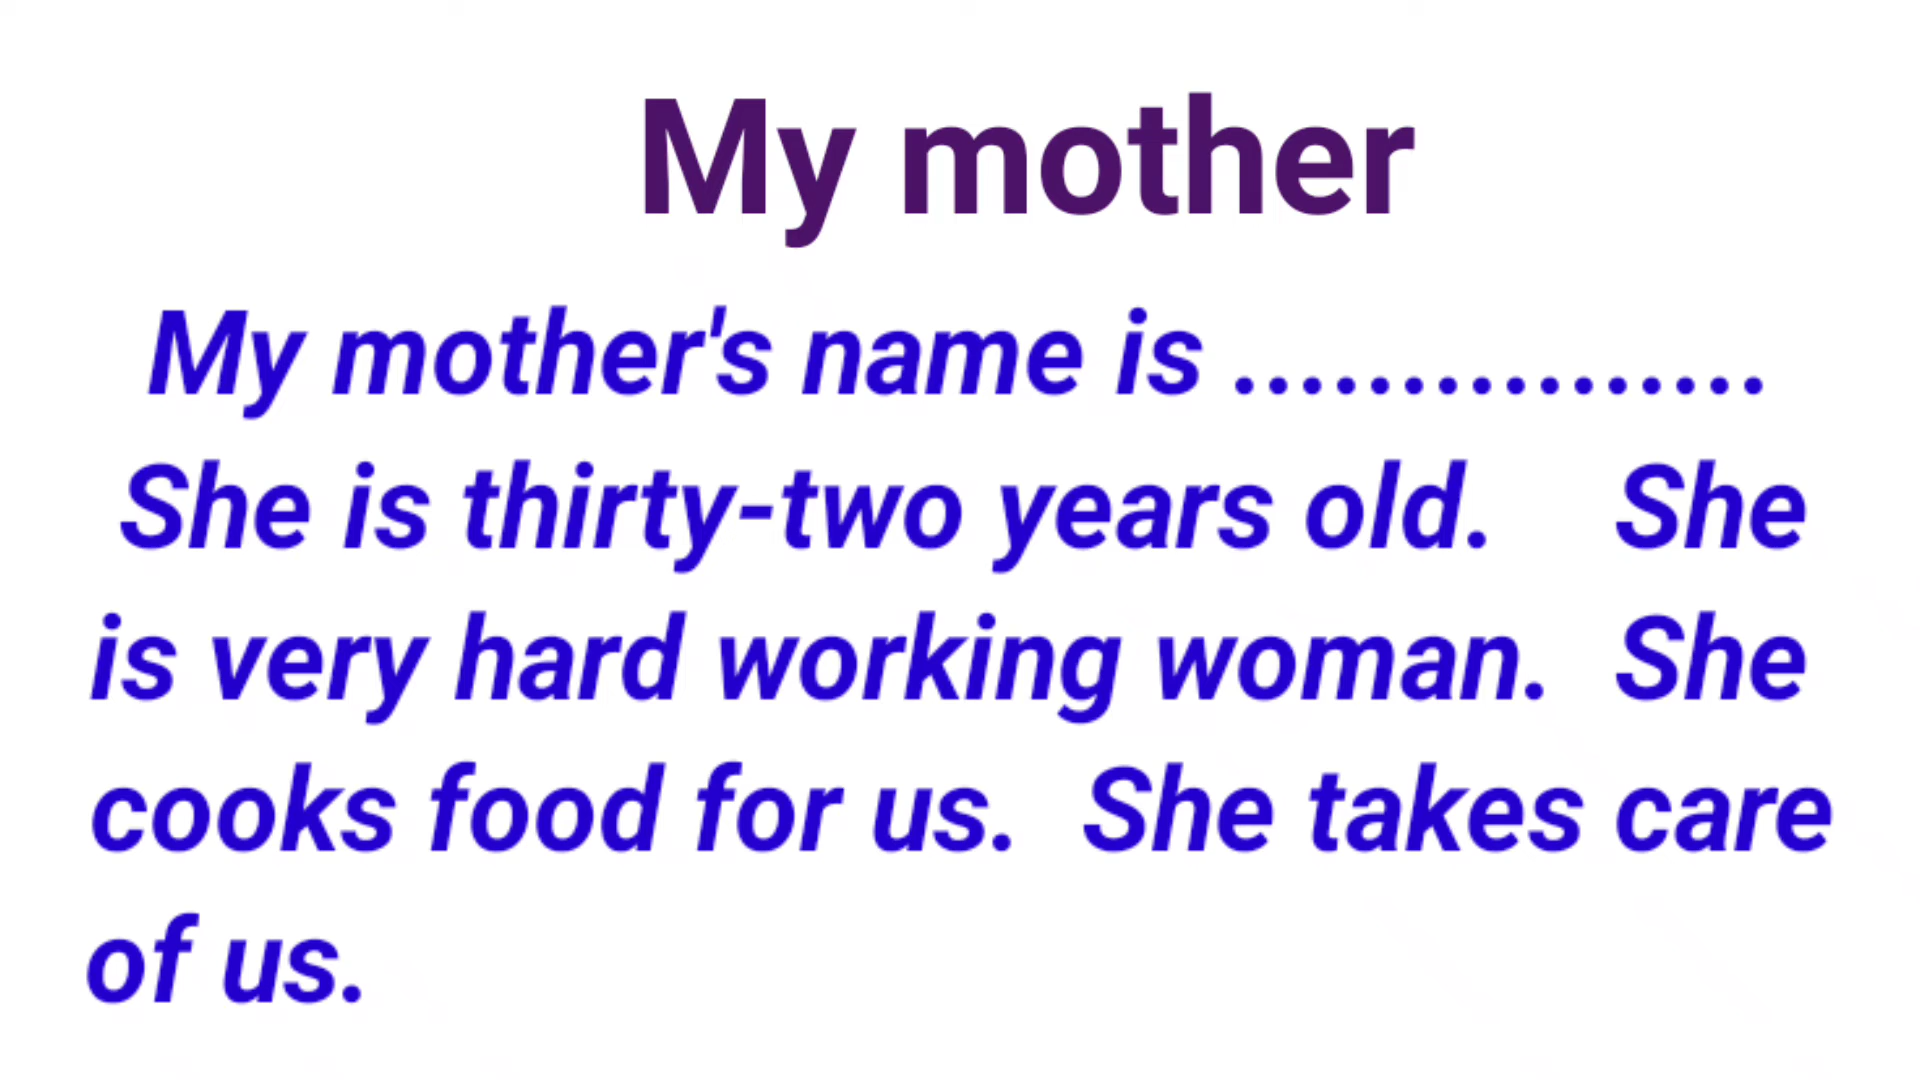 My mother
My mother's name is ................
She is thirty-two years old. She
is very hard working woman. She
cooks food for us. She takes care
of us.